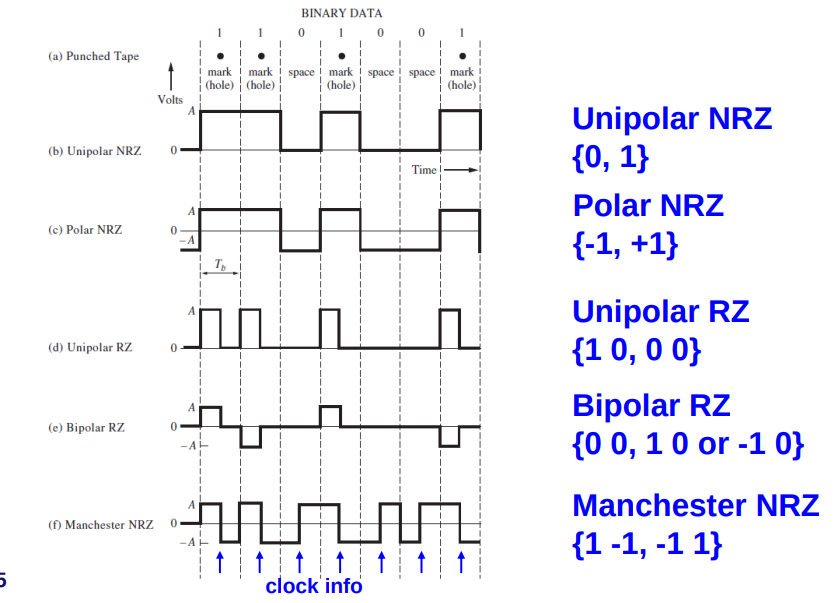 BINARY DATA
1 1 0 1 0 0 1
(a) Punched Tape
mark mark space mark space space mark
(hole) (hole) (hole) (hole)
Volts
A
(b) Unipolar NRZ 0
Time
Unipolar NRZ
{0, 1}
A
(c) Polar NRZ 0
−A
Tb
Polar NRZ
{-1, +1}
A
(d) Unipolar RZ 0
Unipolar RZ
{1 0, 0 0}
A
(e) Bipolar RZ 0
−A
Bipolar RZ
{0 0, 1 0 or -1 0}
A
(f) Manchester NRZ 0
−A
Manchester NRZ
{1 -1, -1 1}
clock info
5